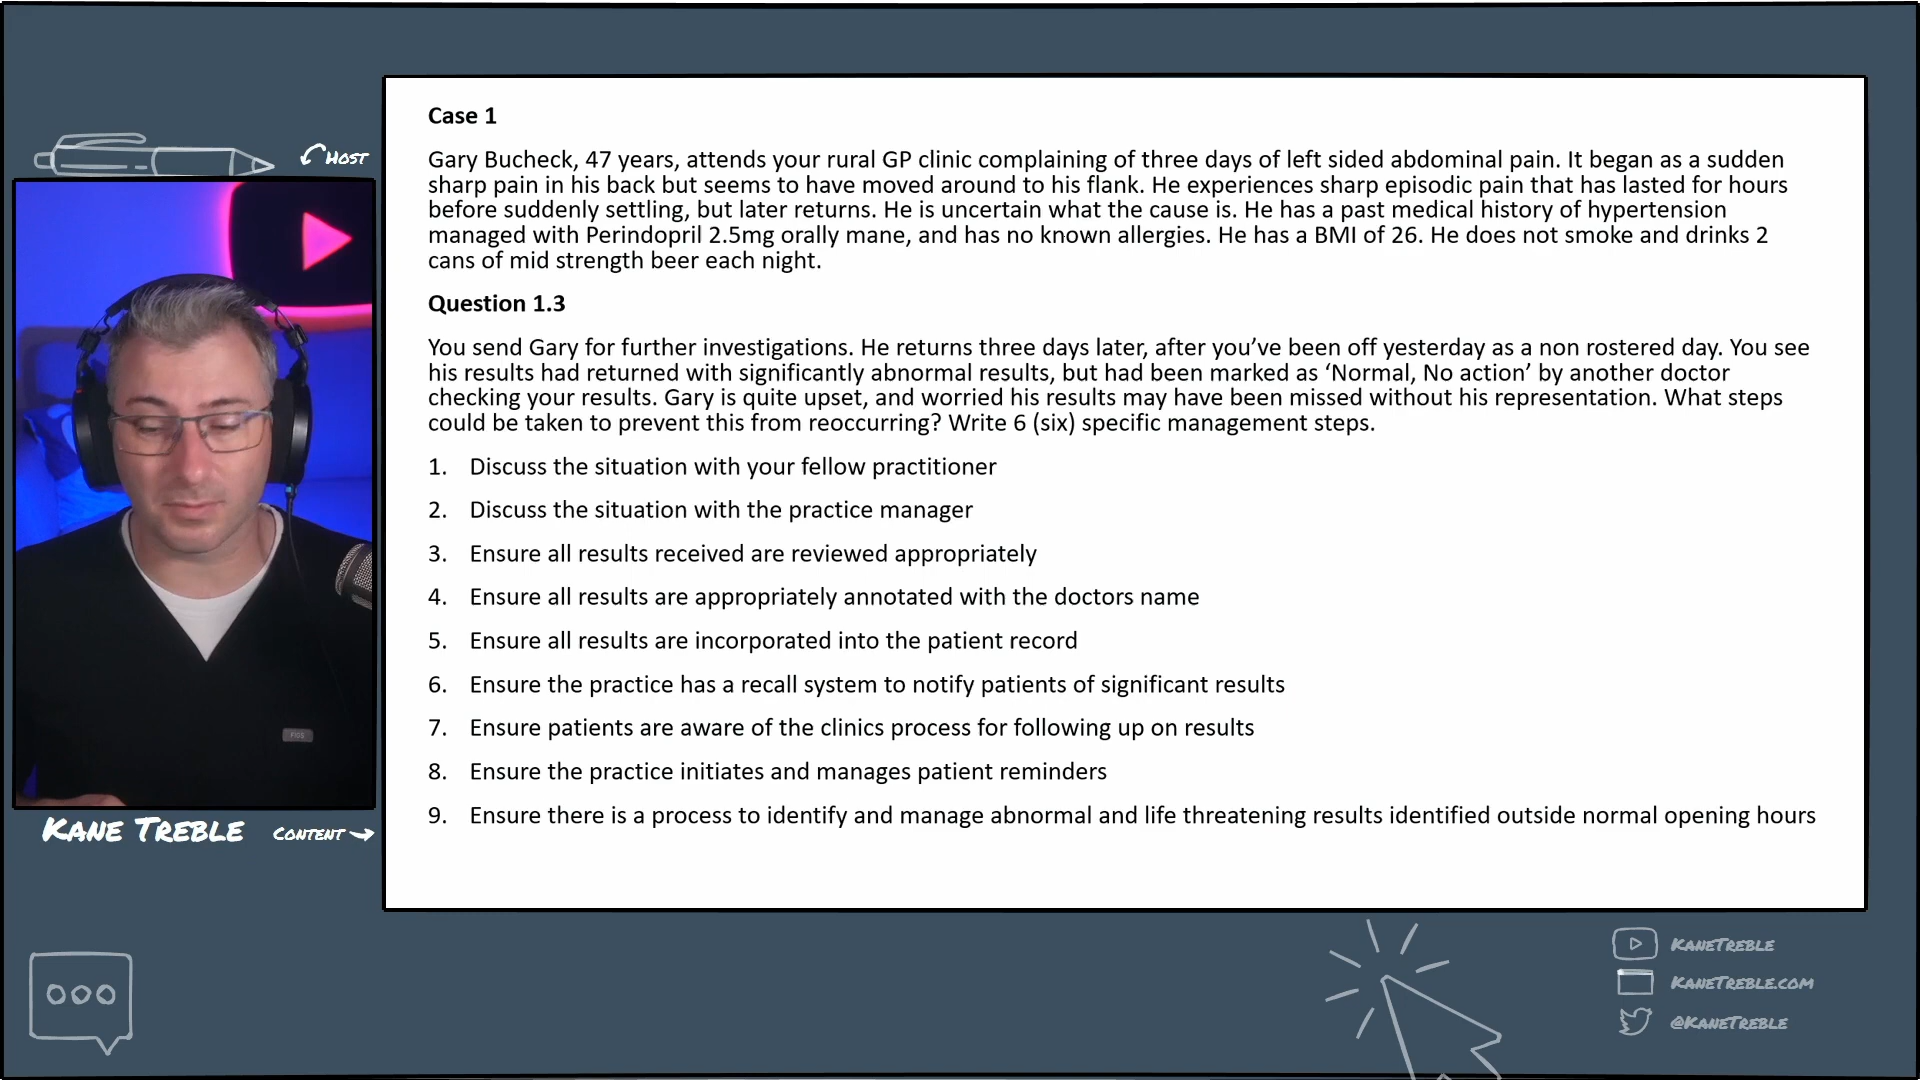 Host
Case 1
Gary Bucheck, 47 years, attends your rural GP clinic complaining of three days of left sided abdominal pain. It began as a sudden
sharp pain in his back but seems to have moved around to his flank. He experiences sharp episodic pain that has lasted for hours
before suddenly settling, but later returns. He is uncertain what the cause is. He has a past medical history of hypertension
managed with Perindopril 2.5mg orally mane, and has no known allergies. He has a BMI of 26. He does not smoke and drinks 2
cans of mid strength beer each night.
Question 1.3
You send Gary for further investigations. He returns three days later, after you've been off yesterday as a non rostered day. You see
his results had returned with significantly abnormal results, but had been marked as 'Normal, No action' by another doctor
checking your results. Gary is quite upset, and worried his results may have been missed without his representation. What steps
could be taken to prevent this from reoccurring? Write 6 (six) specific management steps.
1. Discuss the situation with your fellow practitioner
2. Discuss the situation with the practice manager
3. Ensure all results received are reviewed appropriately
4. Ensure all results are appropriately annotated with the doctors name
5. Ensure all results are incorporated into the patient record
6. Ensure the practice has a recall system to notify patients of significant results
7. Ensure patients are aware of the clinics process for following up on results
8. Ensure the practice initiates and manages patient reminders
9. Ensure there is a process to identify and manage abnormal and life threatening results identified outside normal opening hours
FIGS
Kane Treble
Content
KaneTreble
KaneTreble.com
@KaneTreble